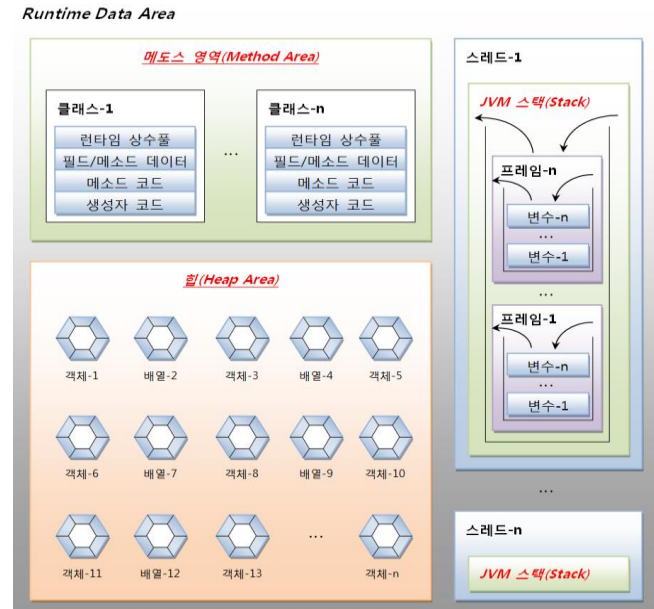 Runtime Data Area
메도스 영역(Method Area)
클래스-1
런타임 상수풀
필드/메소드 데이터
메소드 코드
생성자 코드
...
클래스-n
런타임 상수풀
필드/메소드 데이터
메소드 코드
생성자 코드
힙(Heap Area)
객체-1 배열-2 객체-3 배열-4 객체-5
객체-6 배열-7 객체-8 배열-9 객체-10
...
객체-11 배열-12 객체-13 객체-n
스레드-1
JVM 스택(Stack)
프레임-n
변수-n
...
변수-1
...
프레임-1
변수-n
...
변수-1
...
스레드-n
JVM 스택(Stack)